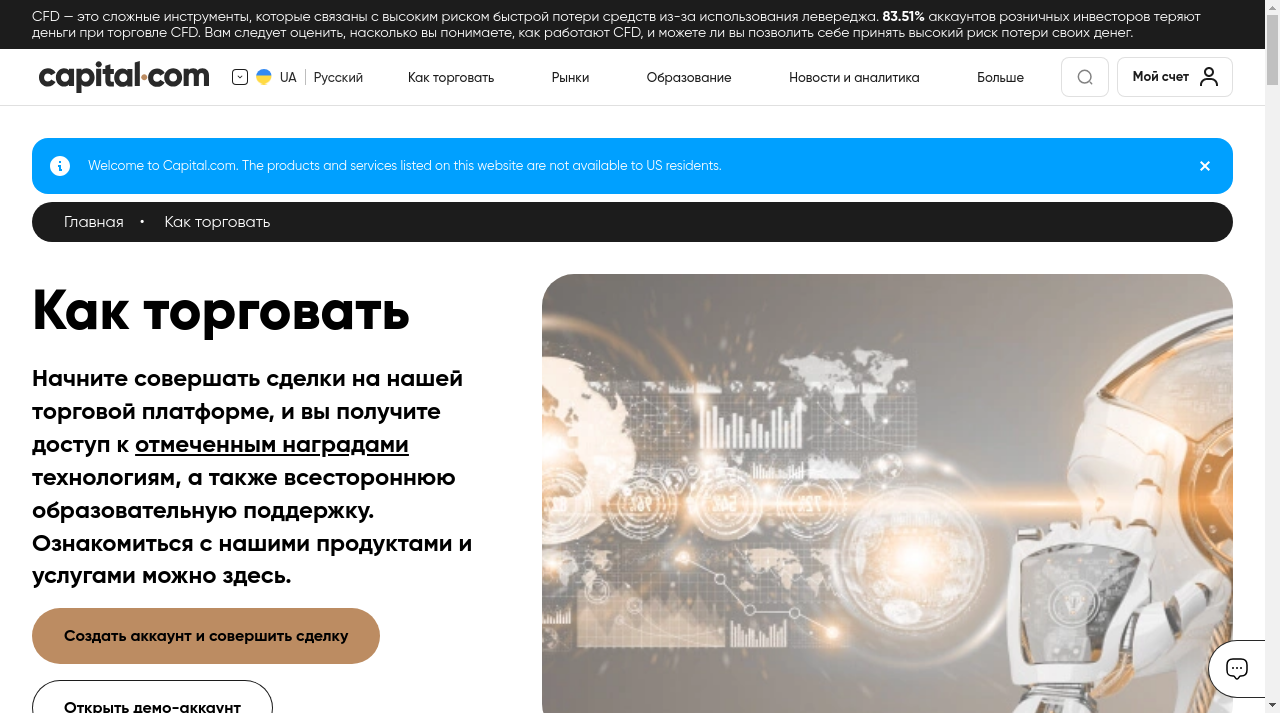 CFD — это сложные инструменты, которые связаны с высоким риском быстрой потери средств из-за использования левереджа. 83.51% аккаунтов розничных инвесторов теряют
деньги при торговле CFD. Вам следует оценить, насколько вы понимаете, как работают CFD, и можете ли вы позволить себе принять высокий риск потери своих денег.
capital.com
UA
Русский
Как торговать
Рынки
Образование
Новости и аналитика
Больше
Мой счет
Welcome to Capital.com. The products and services listed on this website are not available to US residents.
Главная • Как торговать
Как торговать
Начните совершать сделки на нашей
торговой платформе, и вы получите
доступ к отмеченным наградами
технологиям, а также всестороннюю
образовательную поддержку.
Ознакомиться с нашими продуктами и
услугами можно здесь.
Создать аккаунт и совершить сделку
Открыть демо-аккаунт